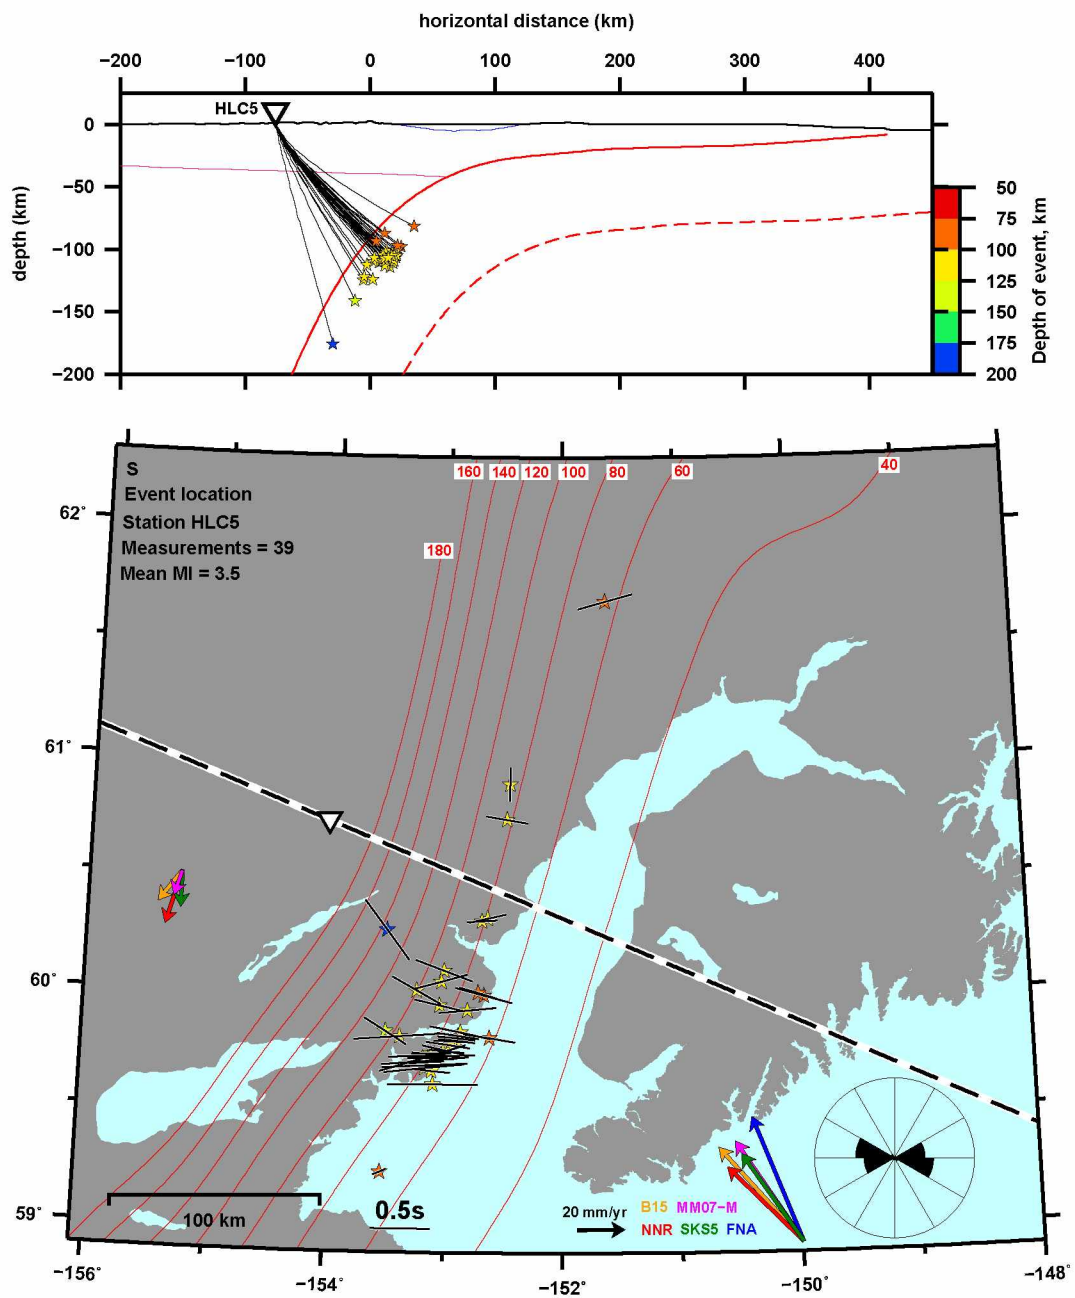 horizontal distance (km)
−200 −100 0 100 200 300 400
HLC5
0
−50
−100
−150
−200
depth (km)
50
75
100
125
150
175
200
Depth of event, km
S
Event location
Station HLC5
Measurements = 39
Mean MI = 3.5
160 140 120 100 80 60 40
180
62°
61°
60°
59°
100 km
0.5s
20 mm/yr
B15 MM07−M
NNR SKS5 FNA
−156° −154° −152° −150° −148°